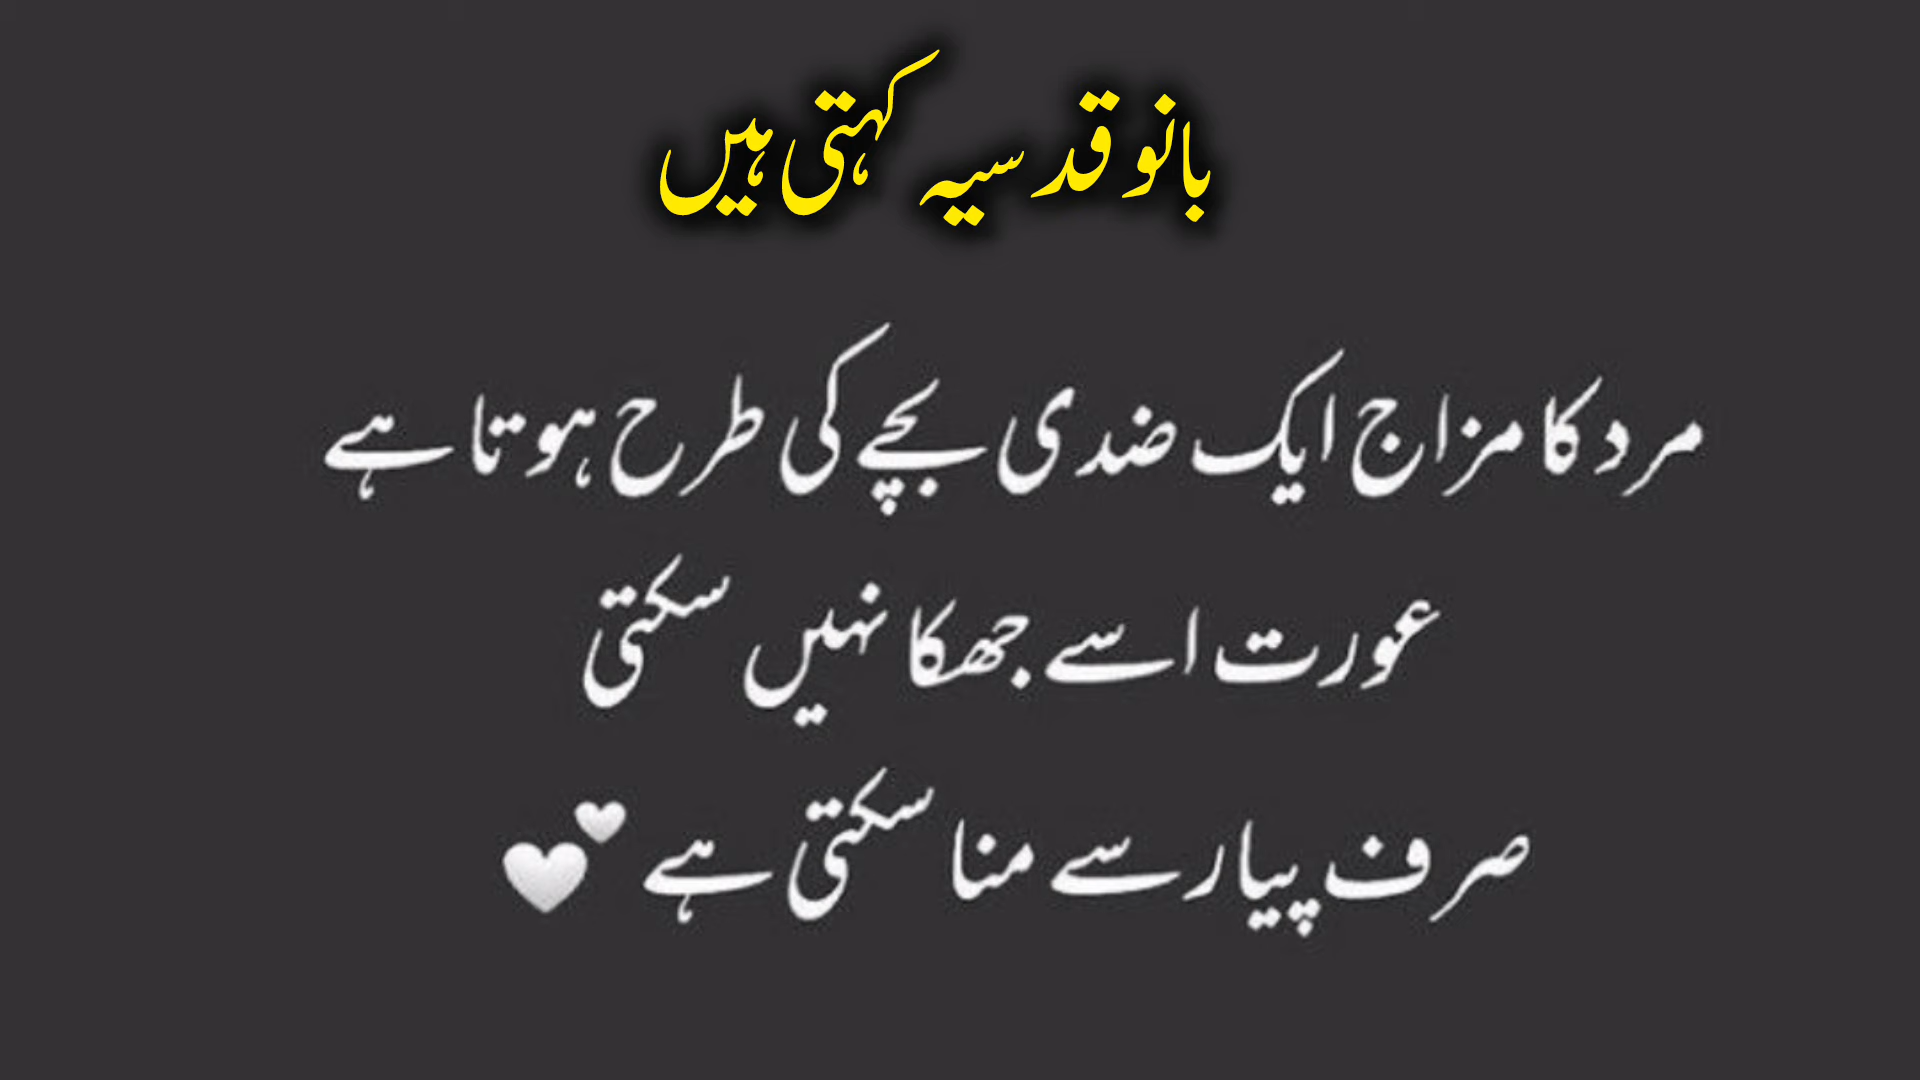 بانو قدسیہ کہتی ہیں
مرد کا مزاج ایک ضدی بچے کی طرح ہوتا ہے
عورت اسے جھکا نہیں سکتی
صرف پیار سے منا سکتی ہے 💕